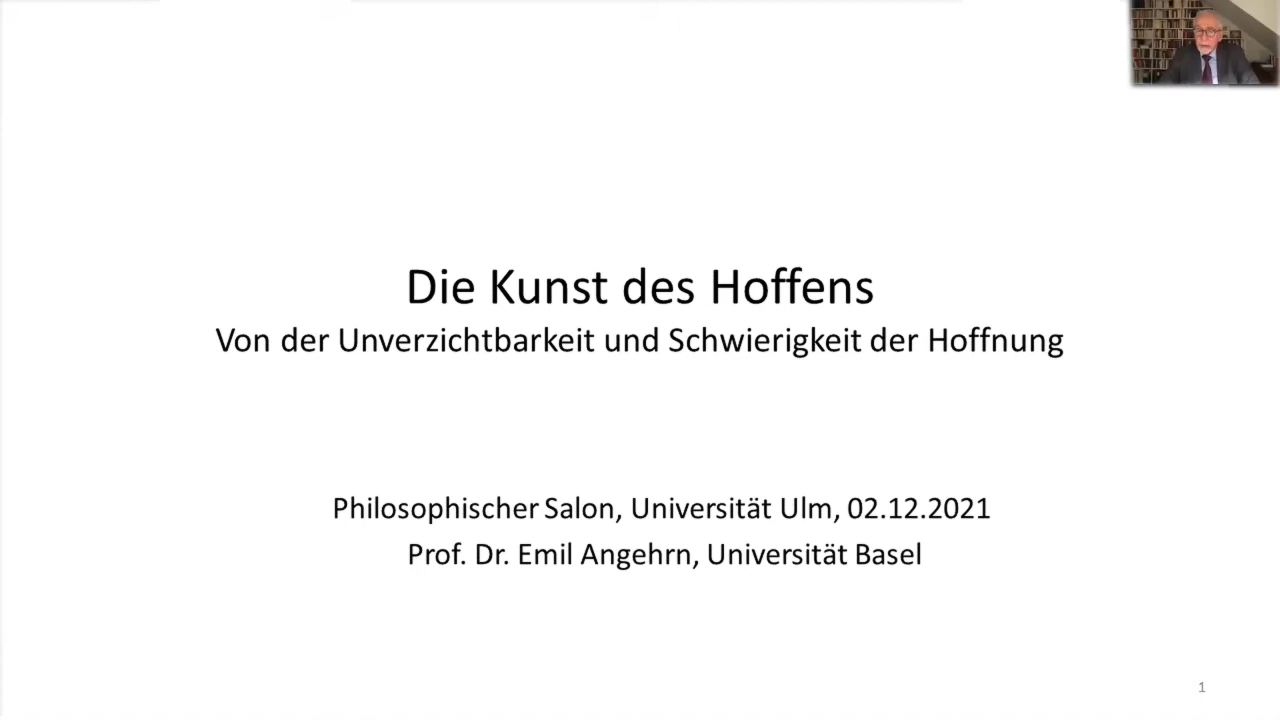 Die Kunst des Hoffens
Von der Unverzichtbarkeit und Schwierigkeit der Hoffnung
Philosophischer Salon, Universität Ulm, 02.12.2021
Prof. Dr. Emil Angehrn, Universität Basel
1